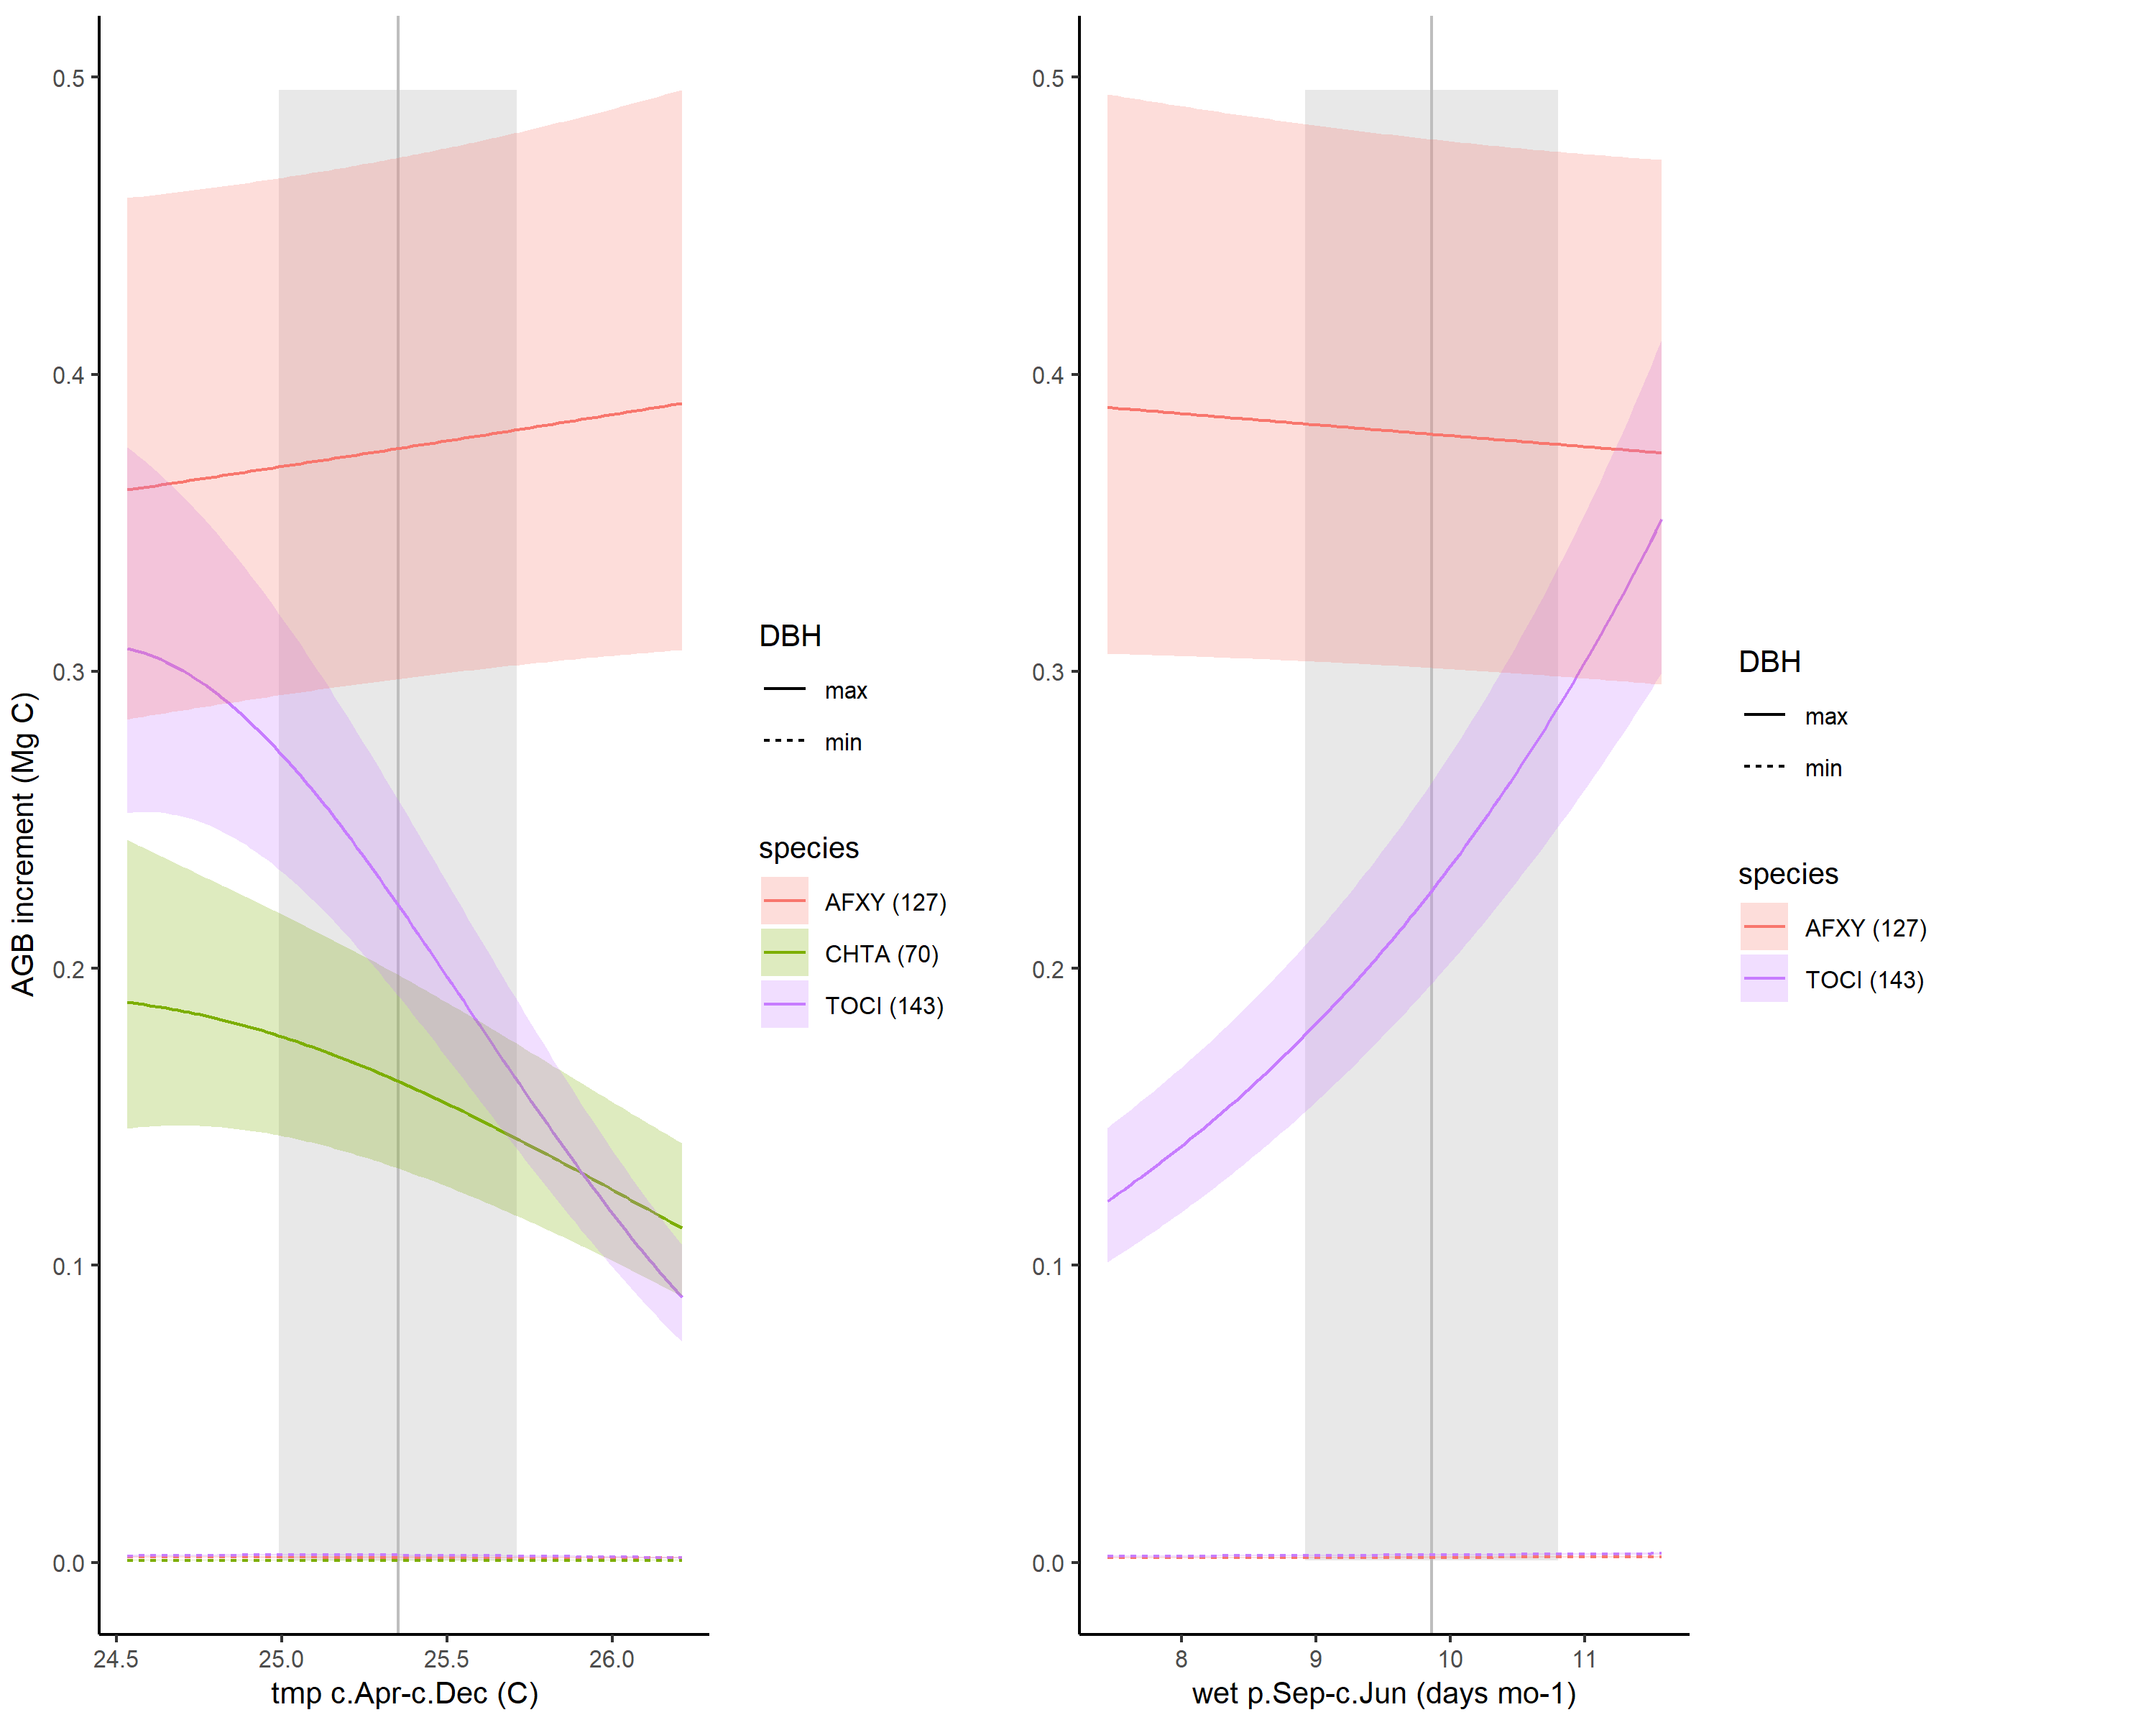 AGB increment (Mg C)
0.5
0.4
0.3
0.2
0.1
0.0
24.5 25.0 25.5 26.0
tmp c.Apr-c.Dec (C)
DBH
max
min
species
AFXY (127)
CHTA (70)
TOCI (143)
0.5
0.4
0.3
0.2
0.1
0.0
8 9 10 11
wet p.Sep-c.Jun (days mo-1)
DBH
max
min
species
AFXY (127)
TOCI (143)